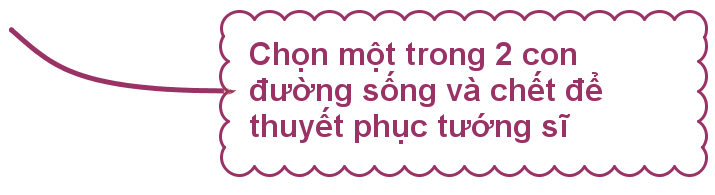 Chọn một trong 2 con
đường sống và chết để
thuyết phục tướng sĩ